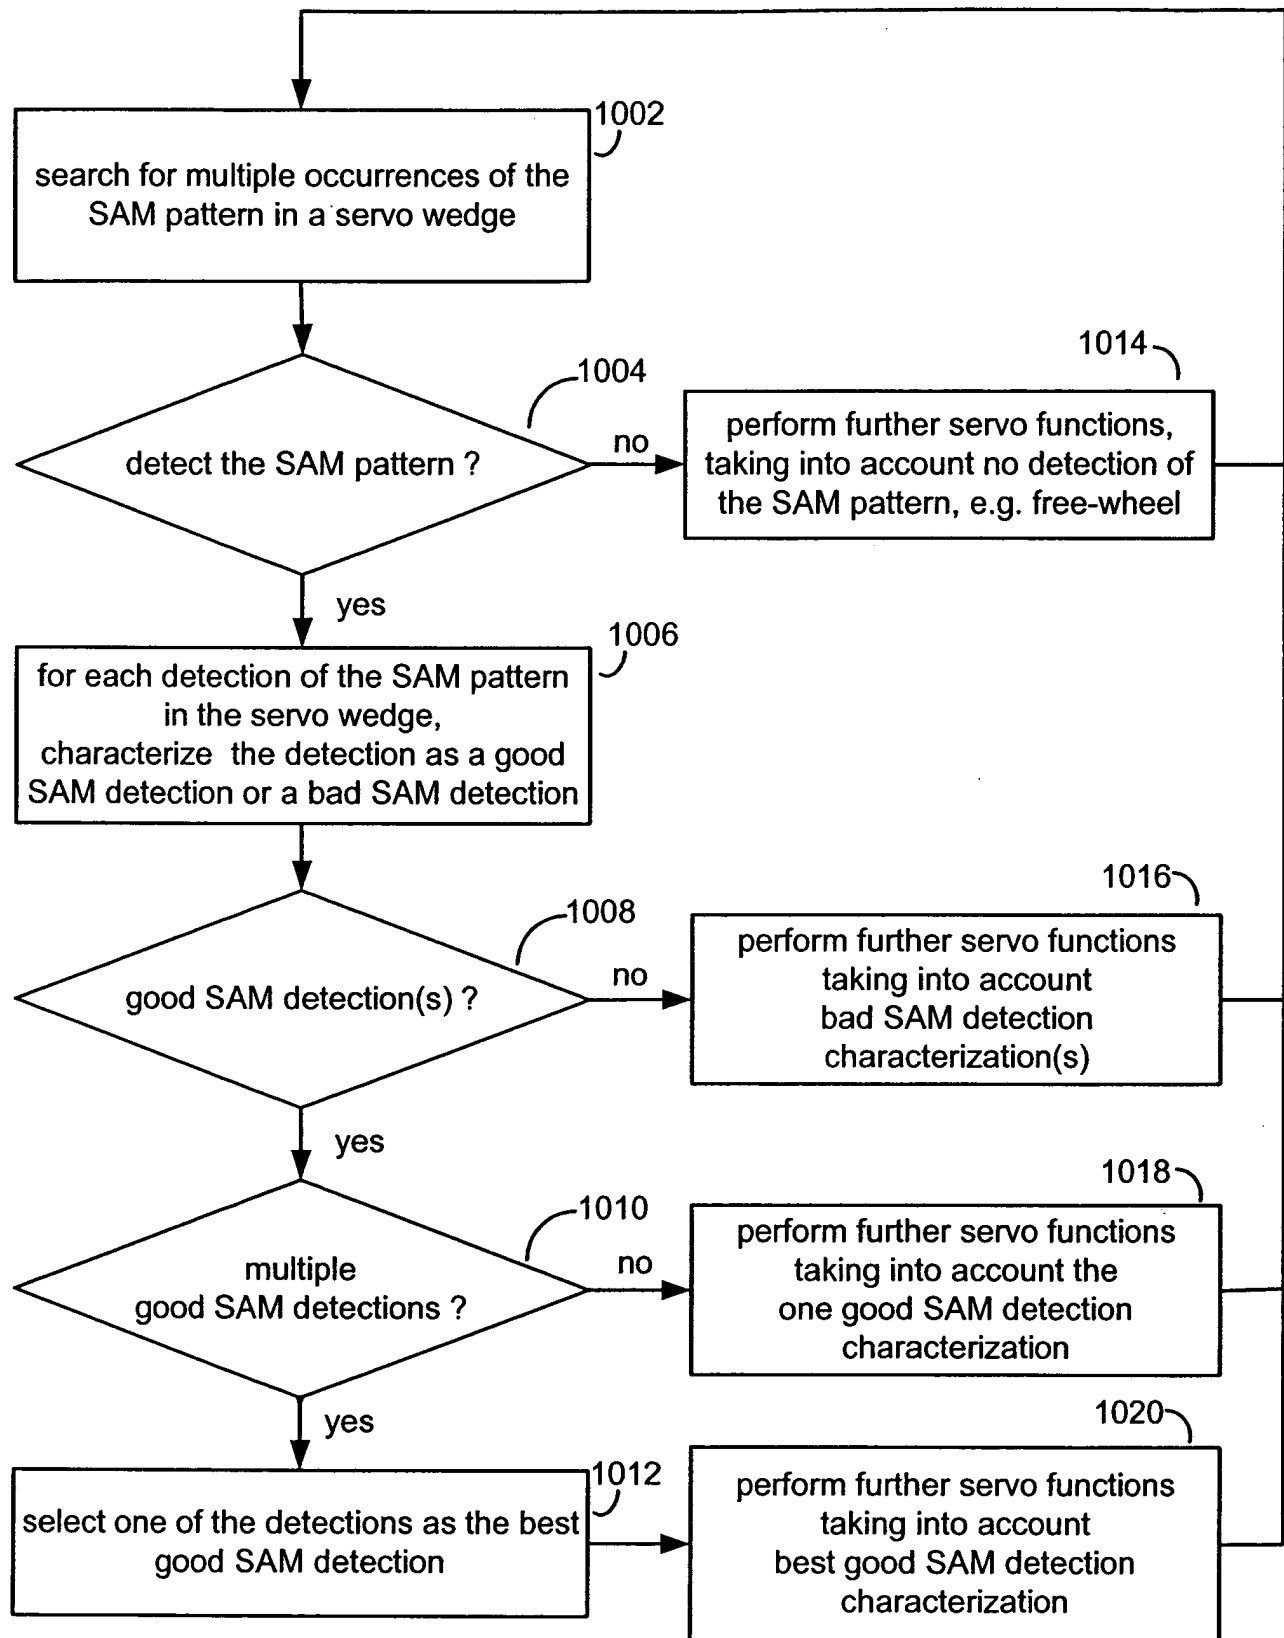 1002
search for multiple occurrences of the
SAM pattern in a servo wedge
1004
detect the SAM pattern ?
no
1014
perform further servo functions,
taking into account no detection of
the SAM pattern, e.g. free-wheel
yes
1006
for each detection of the SAM pattern
in the servo wedge,
characterize the detection as a good
SAM detection or a bad SAM detection
1008
good SAM detection(s) ?
no
1016
perform further servo functions
taking into account
bad SAM detection
characterization(s)
yes
1010
multiple
good SAM detections ?
no
1018
perform further servo functions
taking into account the
one good SAM detection
characterization
yes
1012
select one of the detections as the best
good SAM detection
1020
perform further servo functions
taking into account
best good SAM detection
characterization